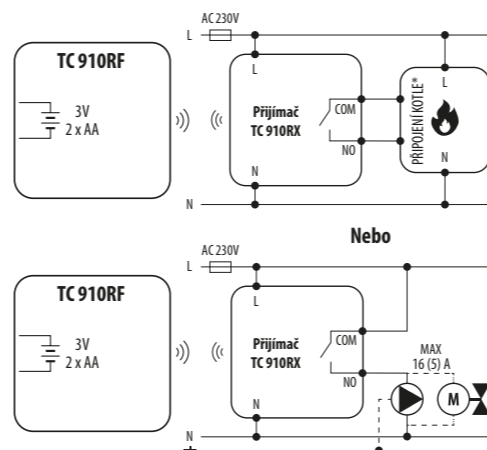 AC 230V
L
TC 910RF
3V
2 x AA
L
Přijímač
TC 910RX
COM
NO
N
PŘIPOJENÍ KOTLE*
L
N
N
Nebo
AC 230V
L
TC 910RF
3V
2 x AA
L
Přijímač
TC 910RX
COM
NO
N
MAX
16 (5) A
M
N